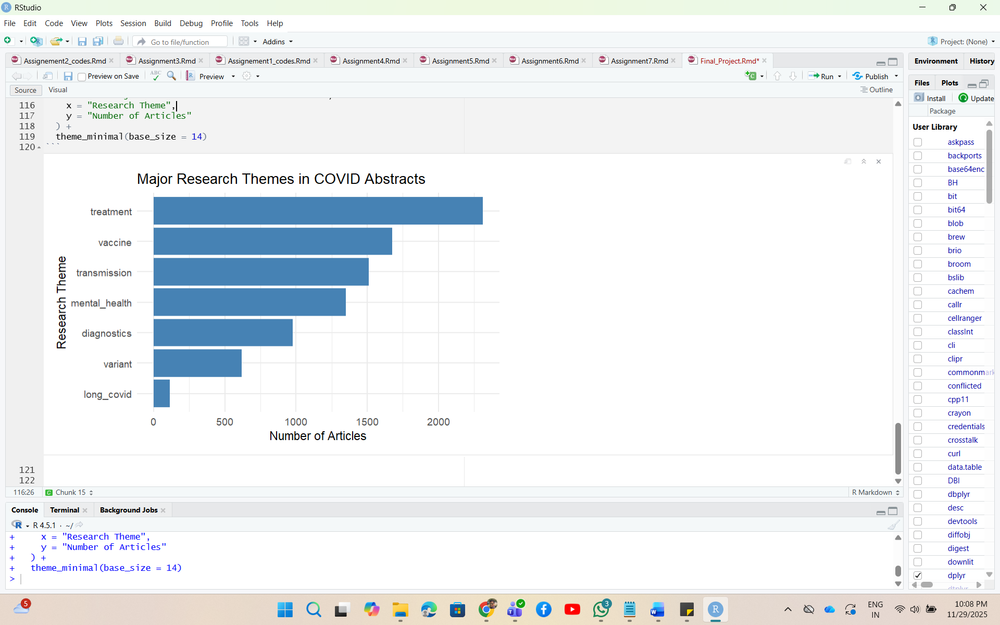 RStudio
File Edit Code View Plots Session Build Debug Profile Tools Help
Go to file/function Addins Project: (None)
Assignement2_codes.Rmd Assignment3.Rmd Assignement1_codes.Rmd Assignment4.Rmd Assignment5.Rmd Assignment6.Rmd Assignment7.Rmd Final_Project.Rmd*
Preview on Save ABC Preview Run Publish
Source Visual Outline
116 x = "Research Theme",
117 y = "Number of Articles"
118 ) +
119 theme_minimal(base_size = 14)
120 ```
Major Research Themes in COVID Abstracts
Research Theme
treatment
vaccine
transmission
mental_health
diagnostics
variant
long_covid
0 500 1000 1500 2000
Number of Articles
121
122
116:26 Chunk 15 R Markdown
Console Terminal Background Jobs
R 4.5.1 · ~/
+ x = "Research Theme",
+ y = "Number of Articles"
+ ) +
+ theme_minimal(base_size = 14)
>
Environment History
Files Plots
Install Update
Package
User Library
askpass
backports
base64enc
BH
bit
bit64
blob
brew
brio
broom
bslib
cachem
callr
cellranger
classInt
cli
clipr
commonmark
conflicted
cpp11
crayon
credentials
crosstalk
curl
data.table
DBI
dbplyr
desc
devtools
diffobj
digest
downlit
dplyr
5
3
ENG
IN
10:08 PM
11/29/2025